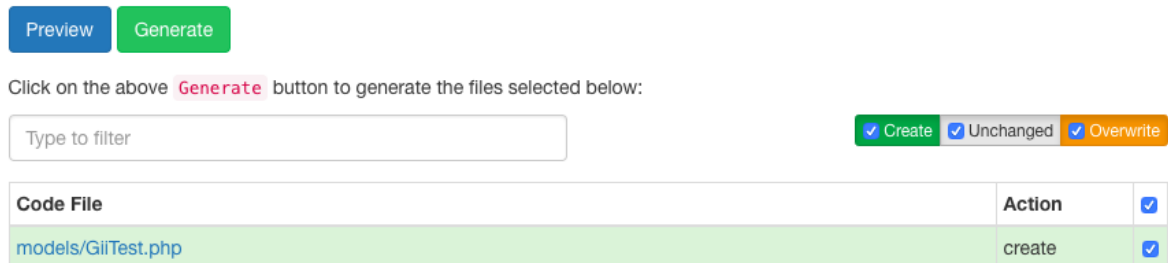 Preview Generate
Click on the above Generate button to generate the files selected below:
Type to filter Create Unchanged Overwrite
Code File Action
models/GiiTest.php create